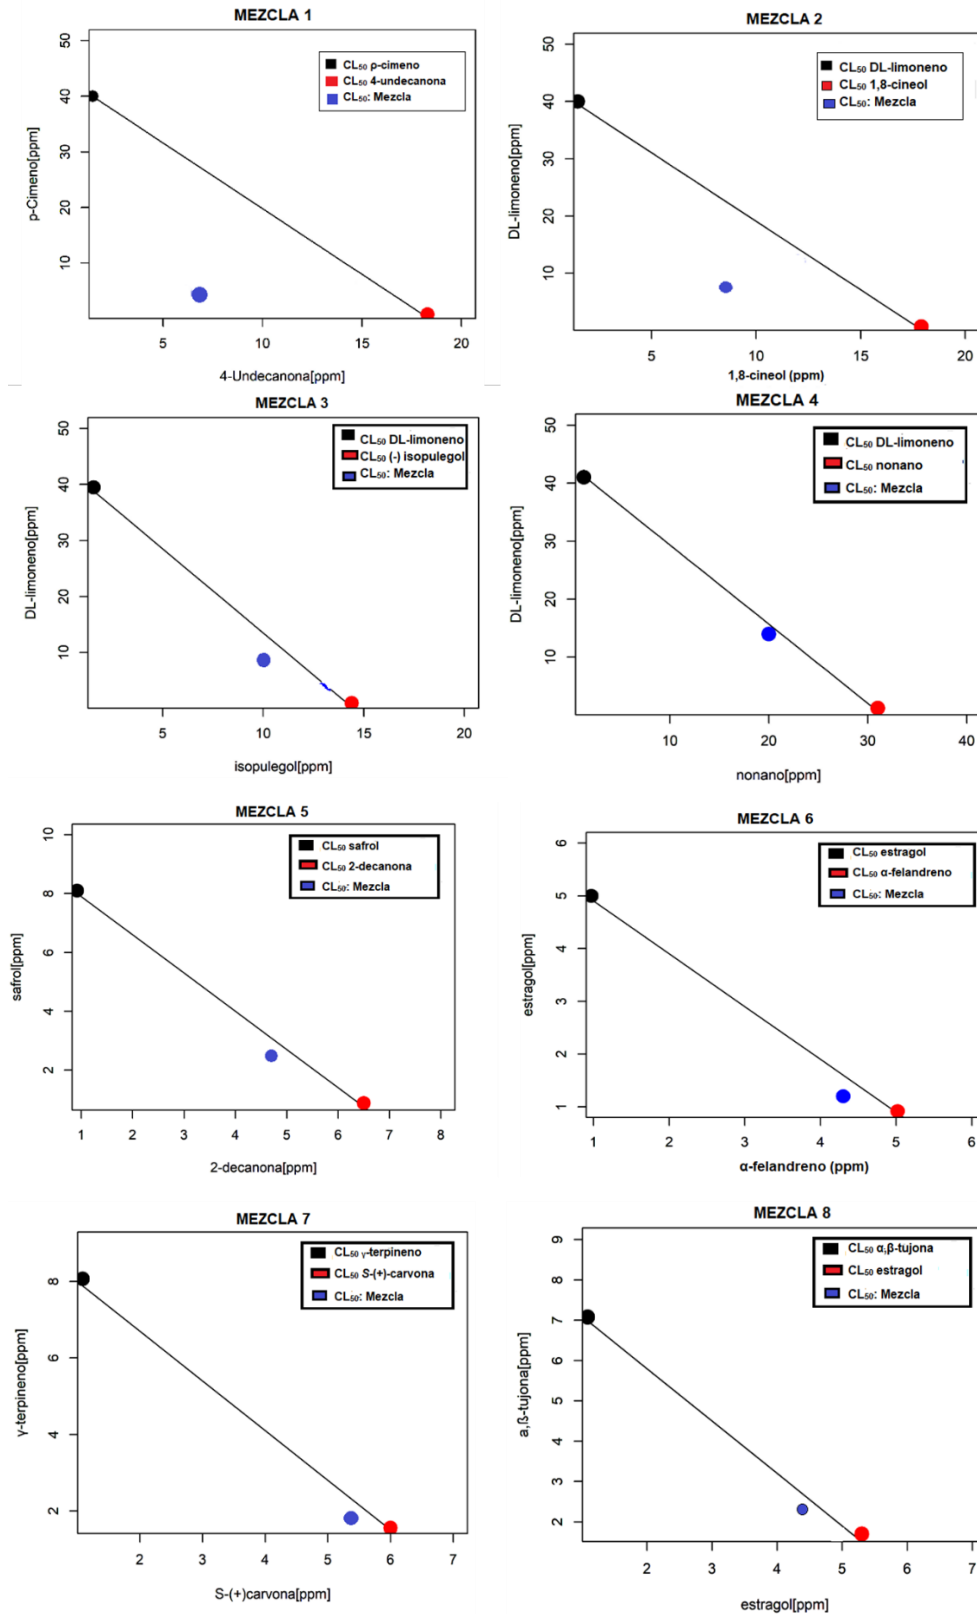 MEZCLA 1
50
40
30
20
10
p-Cimeno[ppm]
CL₅₀ ρ-cimeno
CL₅₀ 4-undecanona
CL₅₀: Mezcla
5 10 15 20
4-Undecanona[ppm]
MEZCLA 2
50
40
30
20
10
DL-limoneno[ppm]
CL₅₀ DL-limoneno
CL₅₀ 1,8-cineol
CL₅₀: Mezcla
5 10 15 20
1,8-cineol (ppm)
MEZCLA 3
50
40
30
20
10
DL-limoneno[ppm]
CL₅₀ DL-limoneno
CL₅₀ (-) isopulegol
CL₅₀: Mezcla
5 10 15 20
isopulegol[ppm]
MEZCLA 4
50
40
30
20
10
DL-limoneno[ppm]
CL₅₀ DL-limoneno
CL₅₀ nonano
CL₅₀: Mezcla
10 20 30 40
nonano[ppm]
MEZCLA 5
10
8
6
4
2
safrol[ppm]
CL₅₀ safrol
CL₅₀ 2-decanona
CL₅₀: Mezcla
1 2 3 4 5 6 7 8
2-decanona[ppm]
MEZCLA 6
6
5
4
3
2
1
estragol[ppm]
CL₅₀ estragol
CL₅₀ α-felandreno
CL₅₀: Mezcla
1 2 3 4 5 6
α-felandreno (ppm)
MEZCLA 7
8
6
4
2
γ-terpineno[ppm]
CL₅₀ γ-terpineno
CL₅₀ S-(+)-carvona
CL₅₀: Mezcla
2 3 4 5 6 7
S-(+)carvona[ppm]
MEZCLA 8
9
8
7
6
5
4
3
2
a,ß-tujona[ppm]
CL₅₀ α,β-tujona
CL₅₀ estragol
CL₅₀: Mezcla
2 3 4 5 6 7
estragol[ppm]